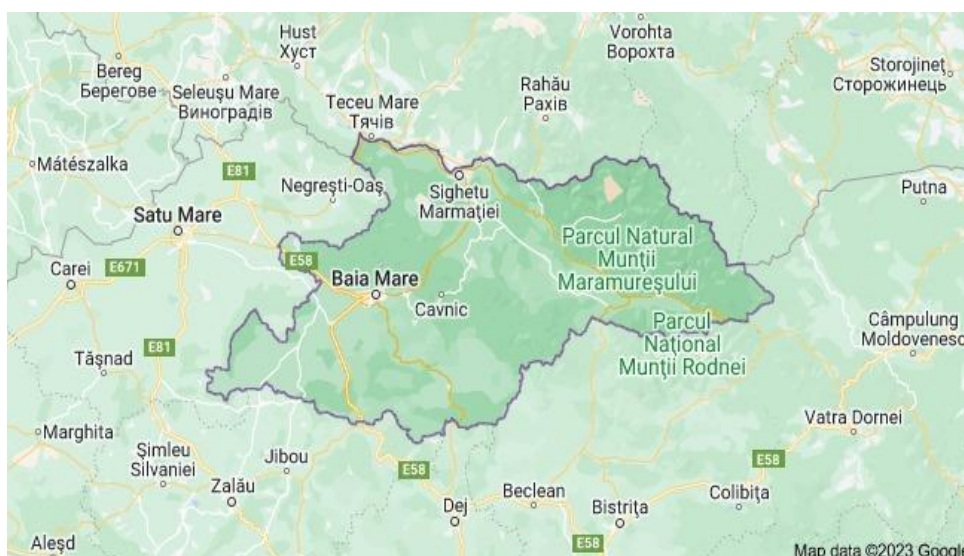 Hust
Хуст
Vorohta
Ворохта
Bereg
Берегове
Seleuşu Mare
Виноградів
Rahău
Рахів
Storojineţ
Сторожинець
Teceu Mare
Тячів
Mátészalka
E81
Negreşti-Oaş
Sighetu
Marmaţiei
Putna
Satu Mare
Parcul Natural
Munţii
Maramureşului
E58
Carei
E671
Baia Mare
Cavnic
Parcul
Naţional
Munţii Rodnei
Câmpulung
Moldovenesc
Tăşnad
E81
Marghita
Vatra Dornei
Şimleu
Silvaniei
Jibou
E58
E58
Zalău
Beclean
Colibiţa
Dej
Bistriţa
Aleşd
Map data ©2023 Google